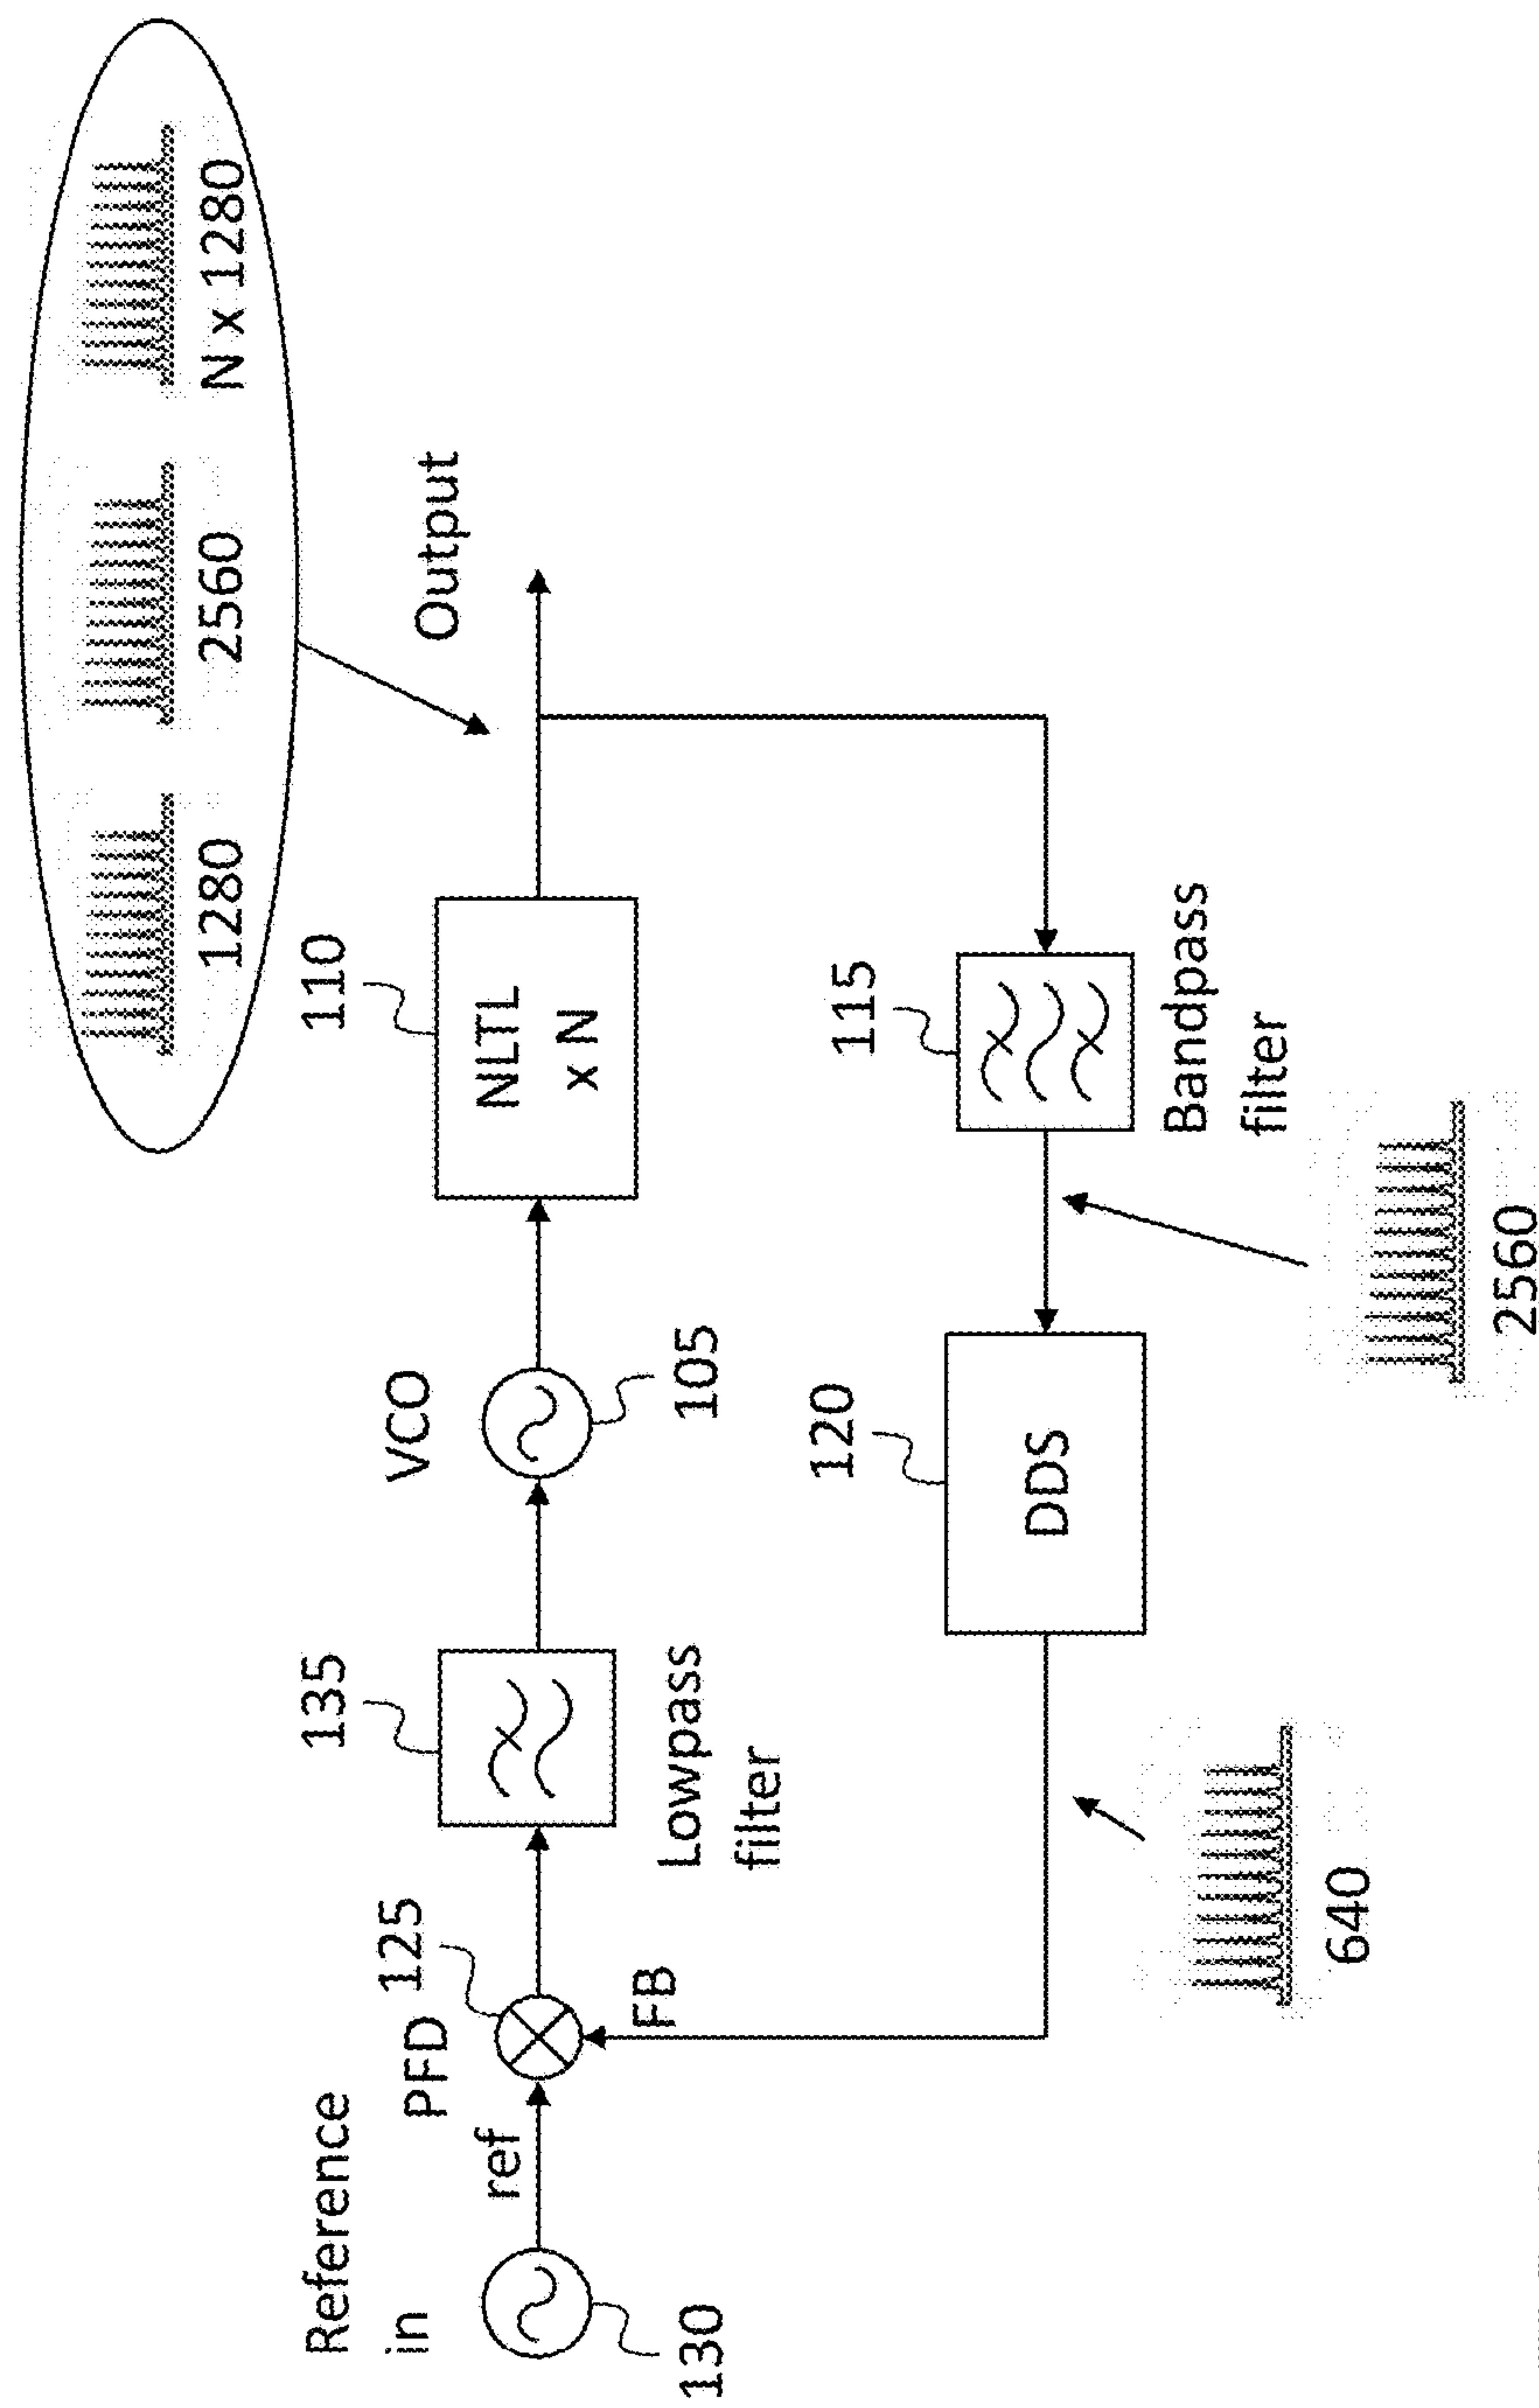 1280
2560
N x 1280
Output
110
NLTL
x N
VCO
105
135
Lowpass
filter
PFD
125
Reference
in
ref
130
FB
115
Bandpass
filter
120
DDS
2560
640